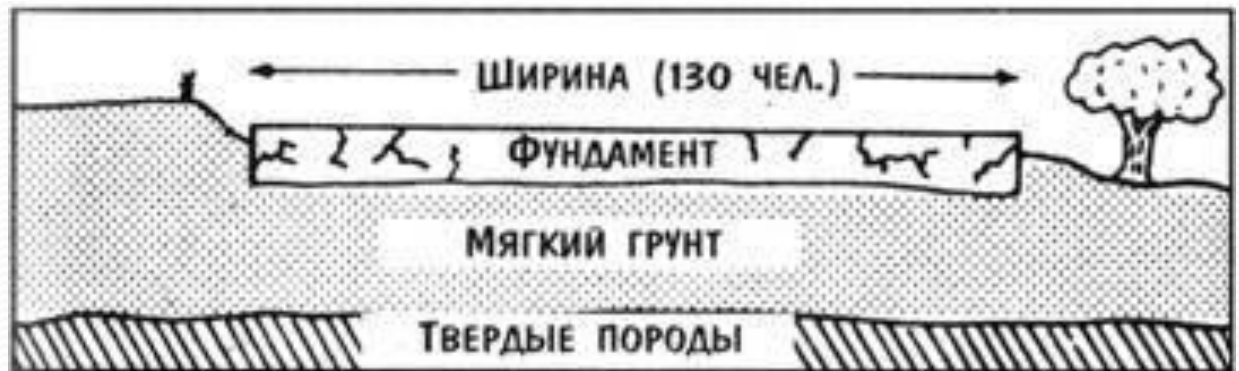 Ширина (130 чел.)
Фундамент
Мягкий грунт
Твердые породы